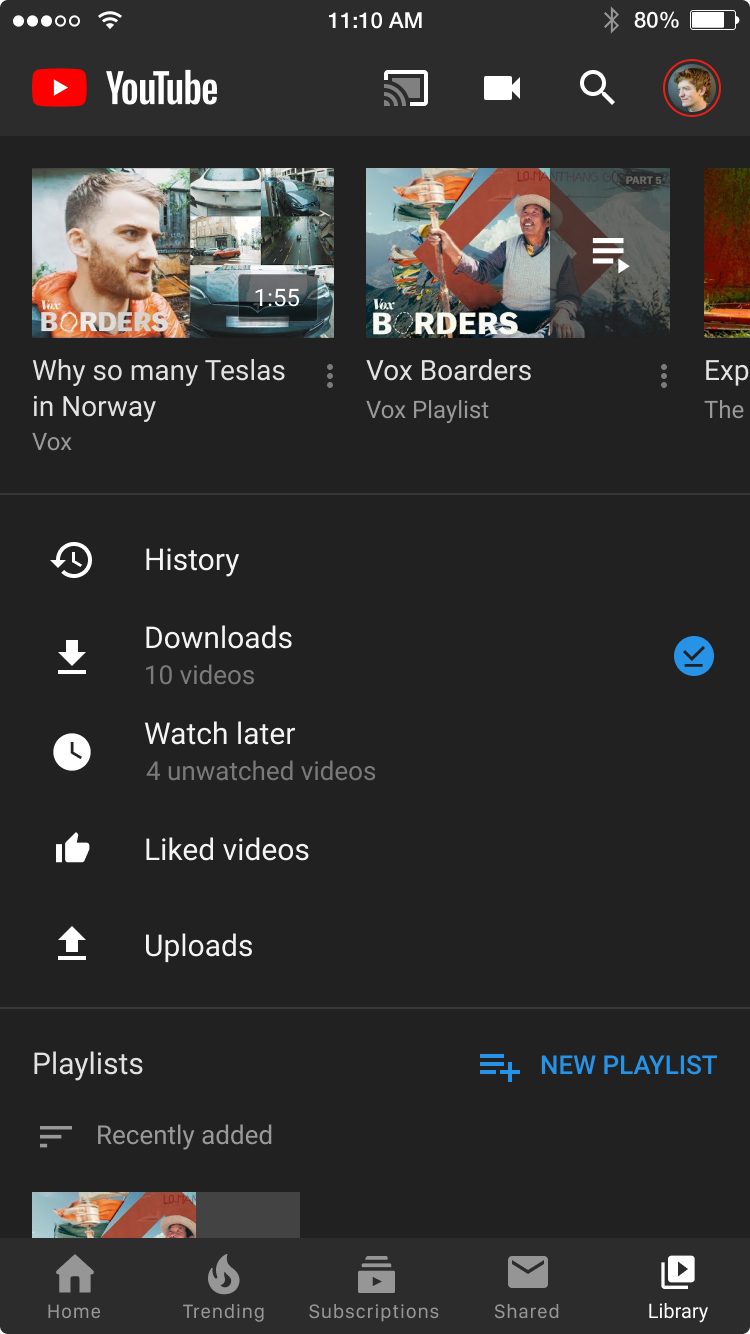 11:10 AM
80%
YouTube
LO-MANTHANG
PART 5
1:55
Vox
BORDERS
Vox
BORDERS
Why so many Teslas
in Norway
Vox
Vox Boarders
Vox Playlist
Exp
The
History
Downloads
10 videos
Watch later
4 unwatched videos
Liked videos
Uploads
Playlists
NEW PLAYLIST
Recently added
LO-MAN
Home
Trending
Subscriptions
Shared
Library